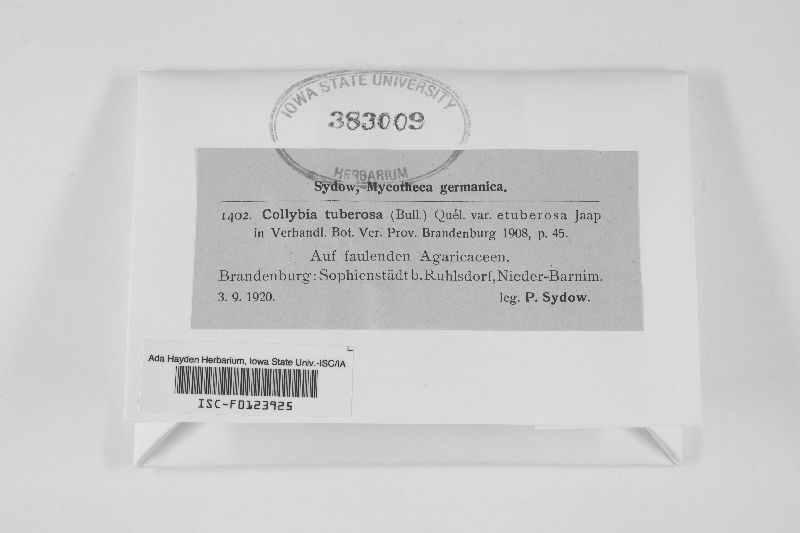 IOWA STATE UNIVERSITY
383009
HERBARIUM
Sydow, Mycotheca germanica.
1402. Collybia tuberosa (Bull.) Quél. var. etuberosa Jaap
in Verhandl. Bot. Ver. Prov. Brandenburg 1908, p. 45.
Auf faulenden Agaricaceen.
Brandenburg: Sophienstädt b. Ruhlsdorf, Nieder-Barnim.
3. 9. 1920. leg. P. Sydow.
Ada Hayden Herbarium, Iowa State Univ.-ISC/IA
ISC-F0123925